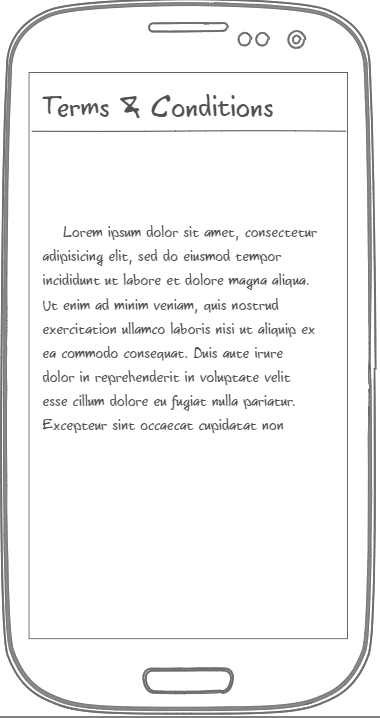 Terms & Conditions
Lorem ipsum dolor sit amet, consectetur
adipisicing elit, sed do eiusmod tempor
incididunt ut labore et dolore magna aliqua.
Ut enim ad minim veniam, quis nostrud
exercitation ullamco laboris nisi ut aliquip ex
ea commodo consequat. Duis aute irure
dolor in reprehenderit in voluptate velit
esse cillum dolore eu fugiat nulla pariatur.
Excepteur sint occaecat cupidatat non